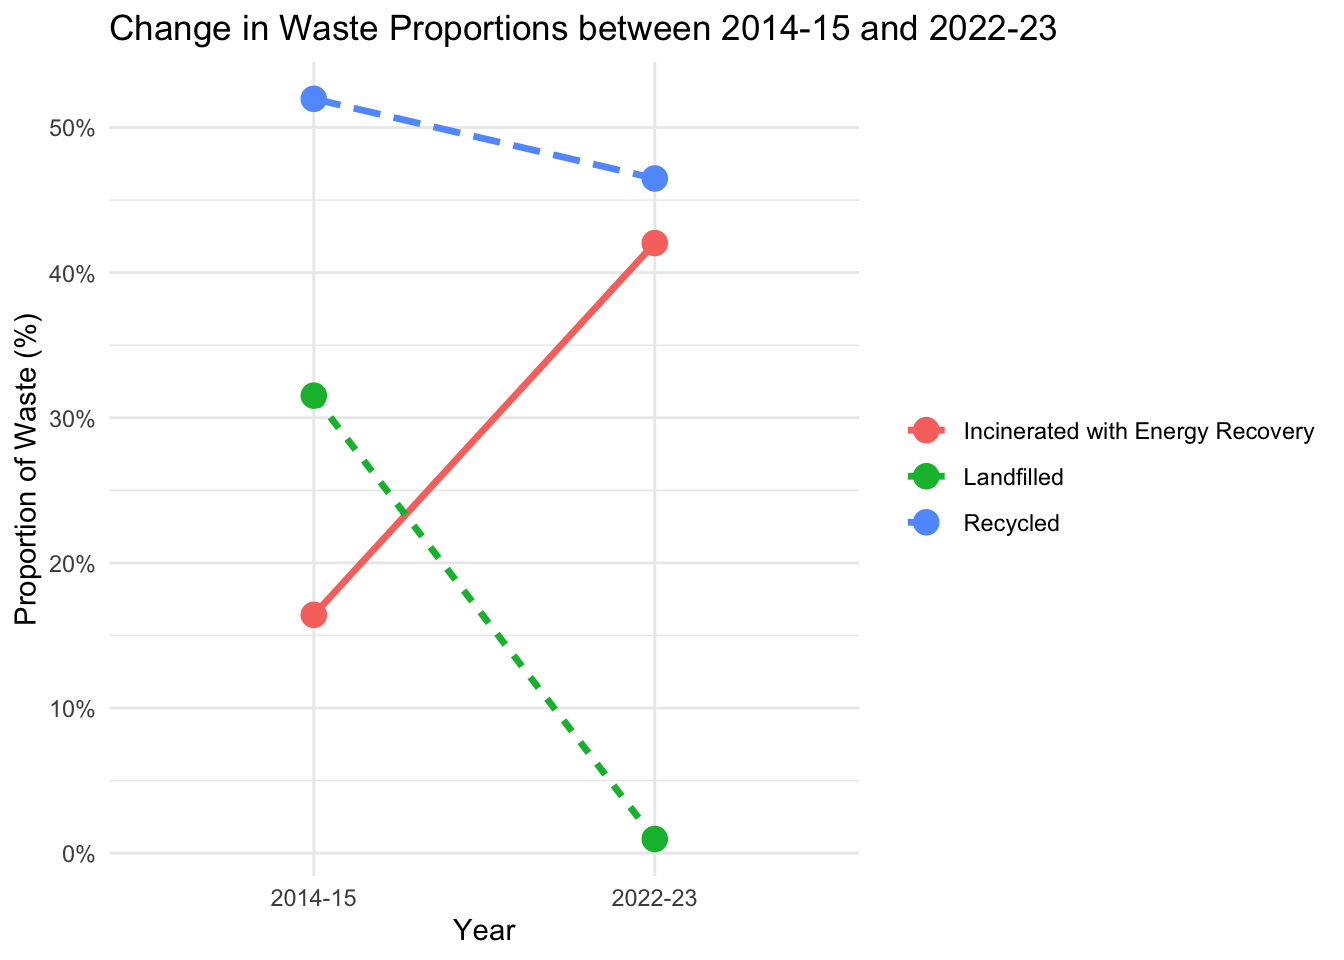 Change in Waste Proportions between 2014-15 and 2022-23
Proportion of Waste (%)
50%
40%
30%
20%
10%
0%
2014-15
2022-23
Year
Incinerated with Energy Recovery
Landfilled
Recycled